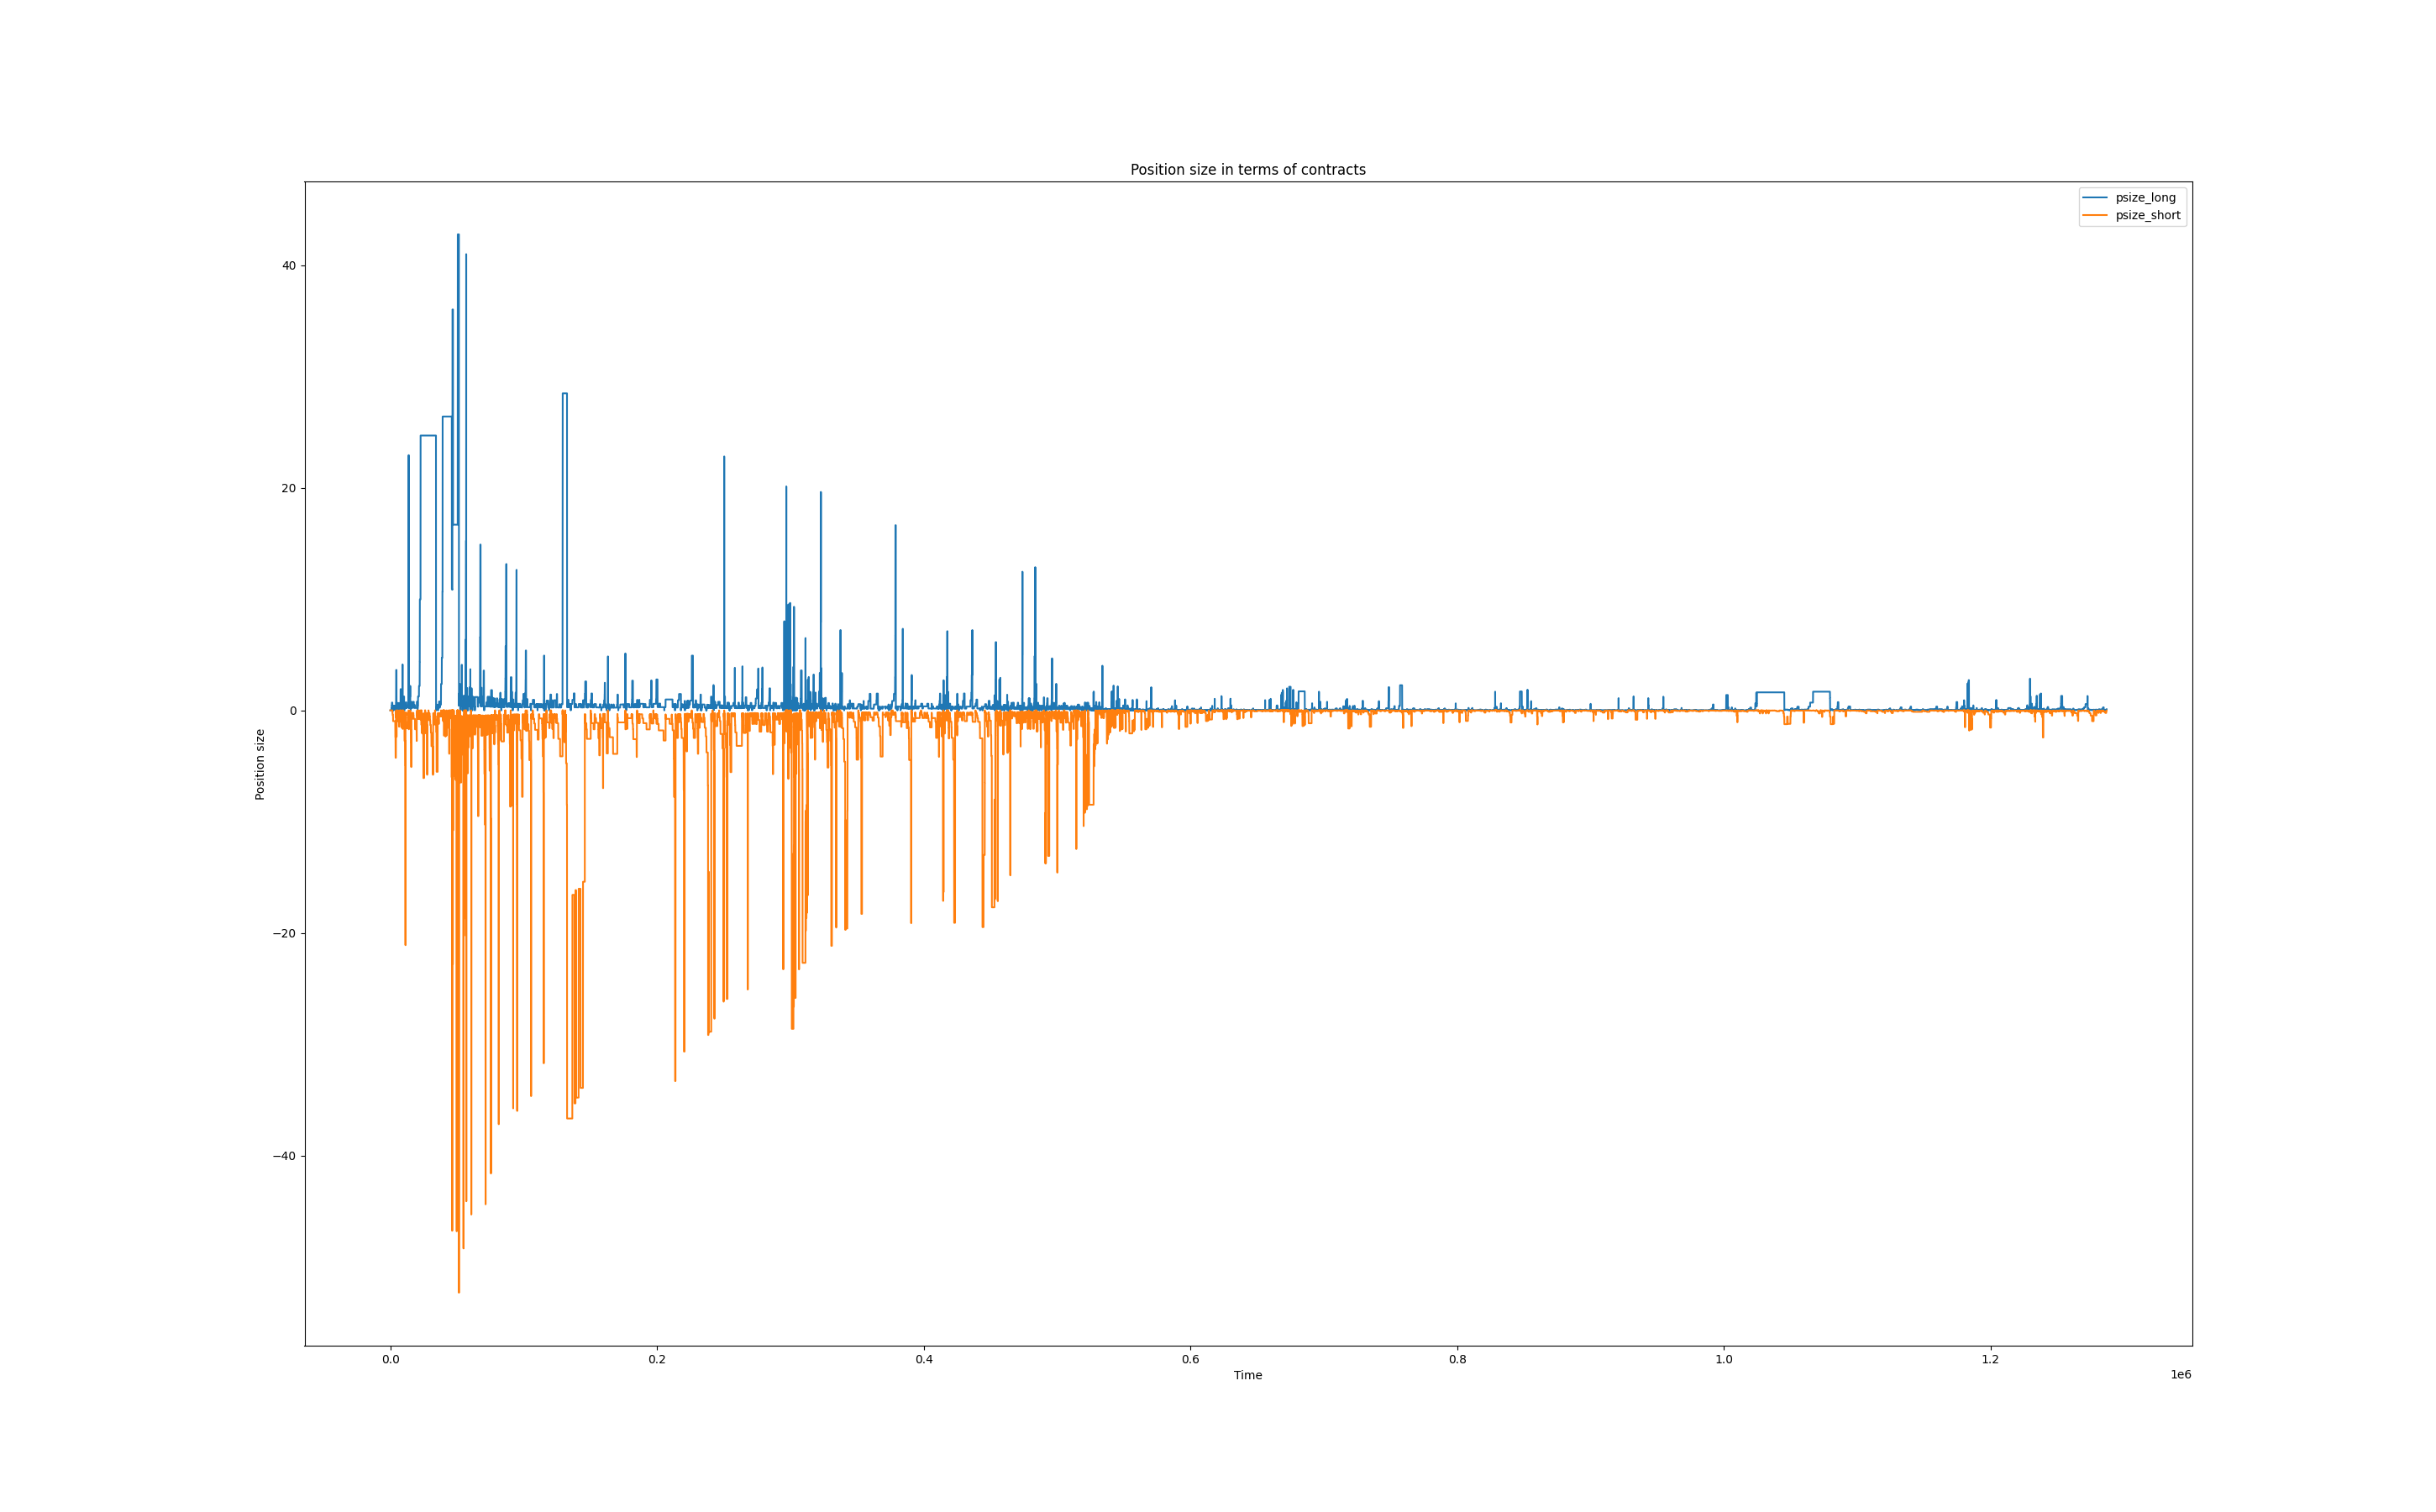 Position size in terms of contracts
psize_long
psize_short
Position size
40
20
0
−20
−40
0.0
0.2
0.4
0.6
0.8
1.0
1.2
1e6
Time